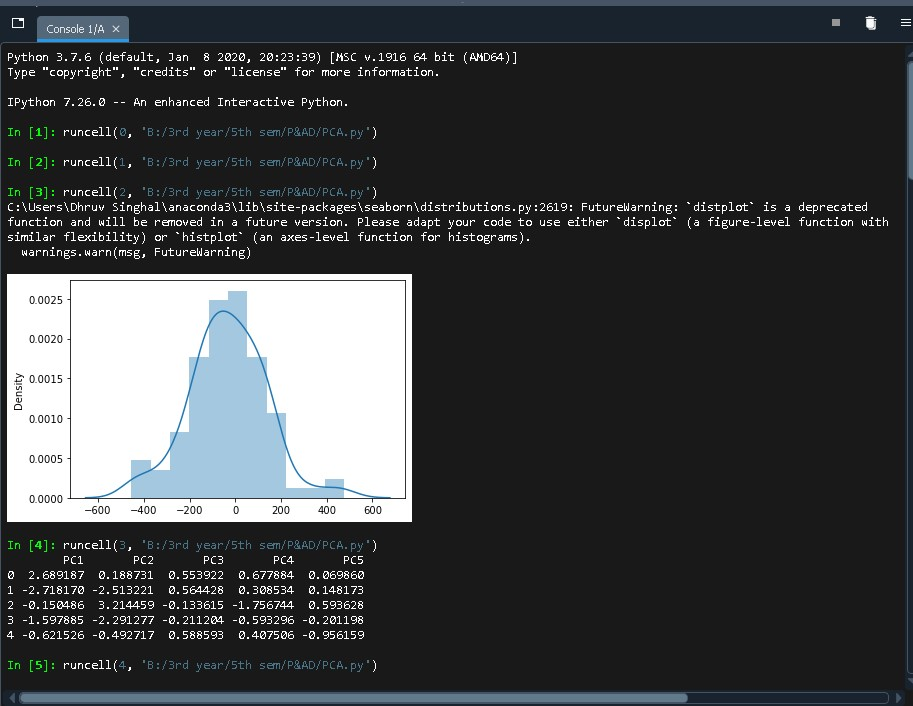 Console 1/A
Python 3.7.6 (default, Jan  8 2020, 20:23:39) [MSC v.1916 64 bit (AMD64)]
Type "copyright", "credits" or "license" for more information.
IPython 7.26.0 -- An enhanced Interactive Python.
In [1]: runcell(0, 'B:/3rd year/5th sem/P&AD/PCA.py')
In [2]: runcell(1, 'B:/3rd year/5th sem/P&AD/PCA.py')
In [3]: runcell(2, 'B:/3rd year/5th sem/P&AD/PCA.py')
C:\Users\Dhruv Singhal\anaconda3\lib\site-packages\seaborn\distributions.py:2619: FutureWarning: `distplot` is a deprecated
function and will be removed in a future version. Please adapt your code to use either `displot` (a figure-level function with
similar flexibility) or `histplot` (an axes-level function for histograms).
  warnings.warn(msg, FutureWarning)
0.0025
0.0020
0.0015
0.0010
0.0005
0.0000
Density
−600 −400 −200 0 200 400 600
In [4]: runcell(3, 'B:/3rd year/5th sem/P&AD/PCA.py')
        PC1       PC2       PC3       PC4       PC5
0  2.689187  0.188731  0.553922  0.677884  0.069860
1 -2.718170 -2.513221  0.564428  0.308534  0.148173
2 -0.150486  3.214459 -0.133615 -1.756744  0.593628
3 -1.597885 -2.291277 -0.211204 -0.593296 -0.201198
4 -0.621526 -0.492717  0.588593  0.407506 -0.956159
In [5]: runcell(4, 'B:/3rd year/5th sem/P&AD/PCA.py')